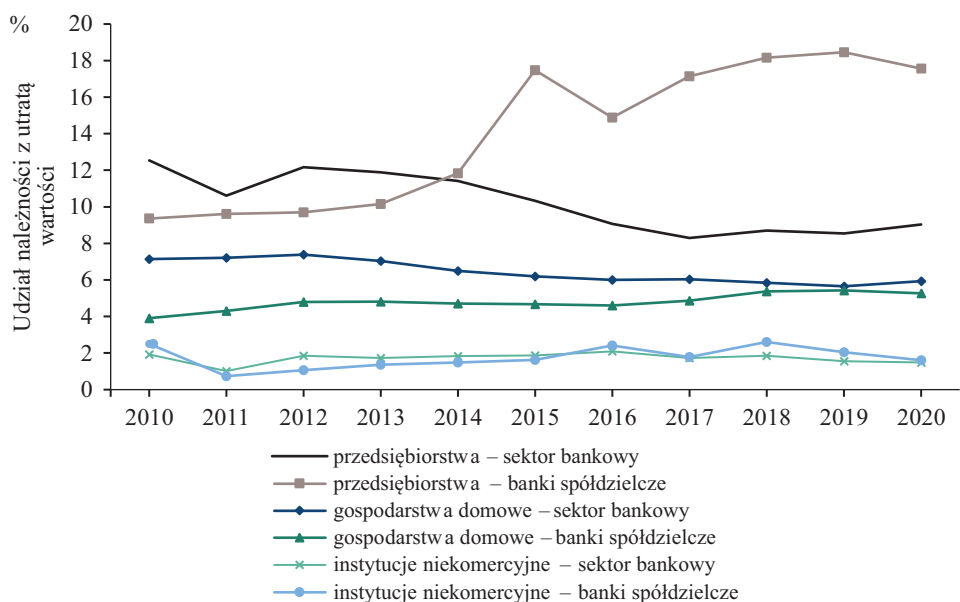 %
Udział należności z utratą
wartości
20
18
16
14
12
10
8
6
4
2
0
2010 2011 2012 2013 2014 2015 2016 2017 2018 2019 2020
przedsiębiorstwa – sektor bankowy
przedsiębiorstwa – banki spółdzielcze
gospodarstwa domowe – sektor bankowy
gospodarstwa domowe – banki spółdzielcze
instytucje niekomercyjne – sektor bankowy
instytucje niekomercyjne – banki spółdzielcze